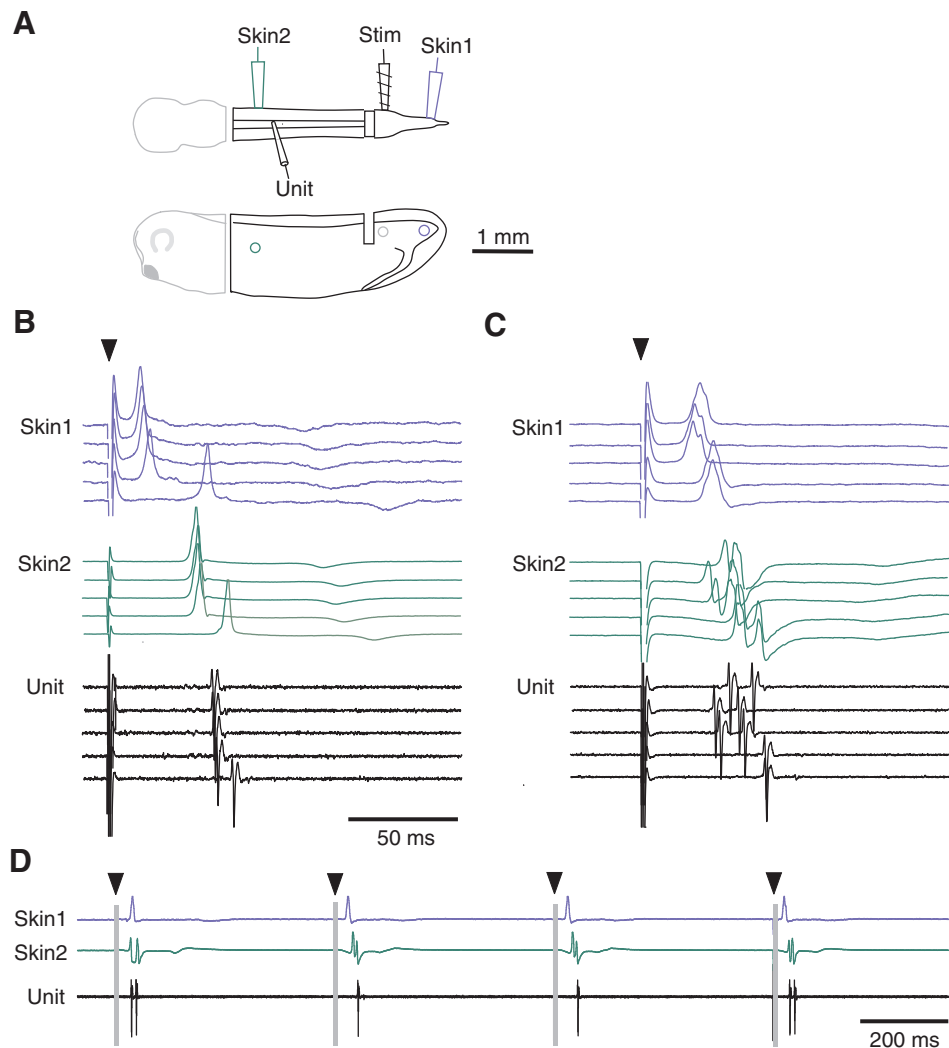 A
Skin2
Stim
Skin1
Unit
1 mm
B
C
Skin1
Skin1
Skin2
Skin2
Unit
Unit
50 ms
D
Skin1
Skin2
Unit
200 ms